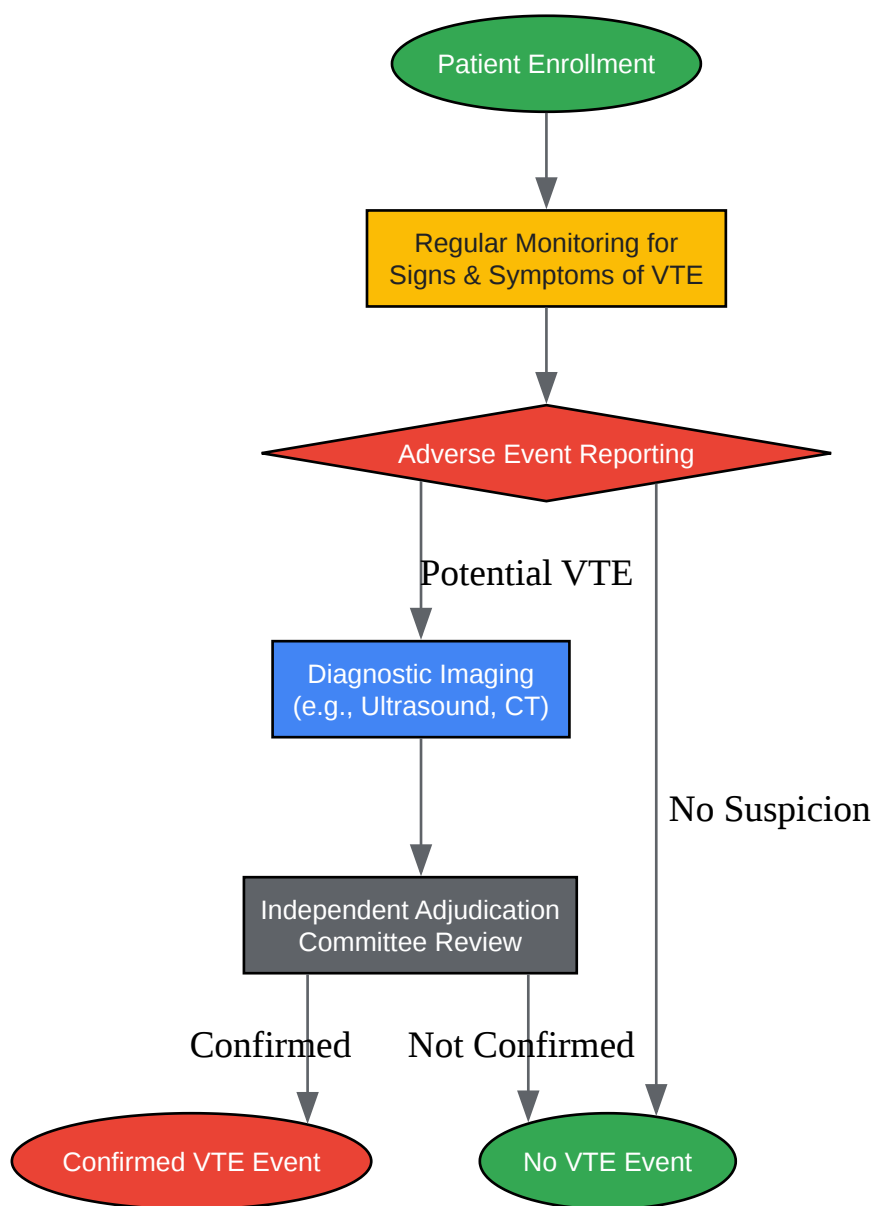 Patient Enrollment
Regular Monitoring for
Signs & Symptoms of VTE
Adverse Event Reporting
Potential VTE
Diagnostic Imaging
(e.g., Ultrasound, CT)
No Suspicion
Independent Adjudication
Committee Review
Confirmed
Not Confirmed
Confirmed VTE Event
No VTE Event